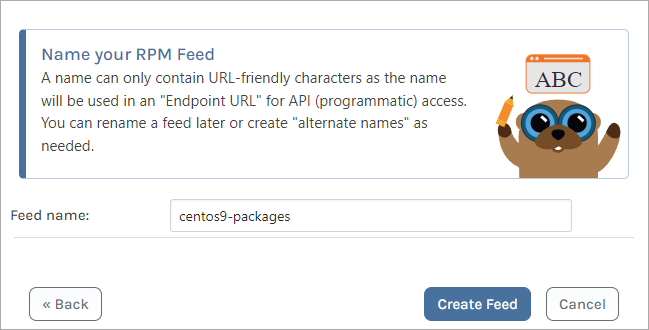 Name your RPM Feed
A name can only contain URL-friendly characters as the name
will be used in an "Endpoint URL" for API (programmatic) access.
You can rename a feed later or create "alternate names" as
needed.
ABC
Feed name:
centos9-packages
« Back
Create Feed
Cancel